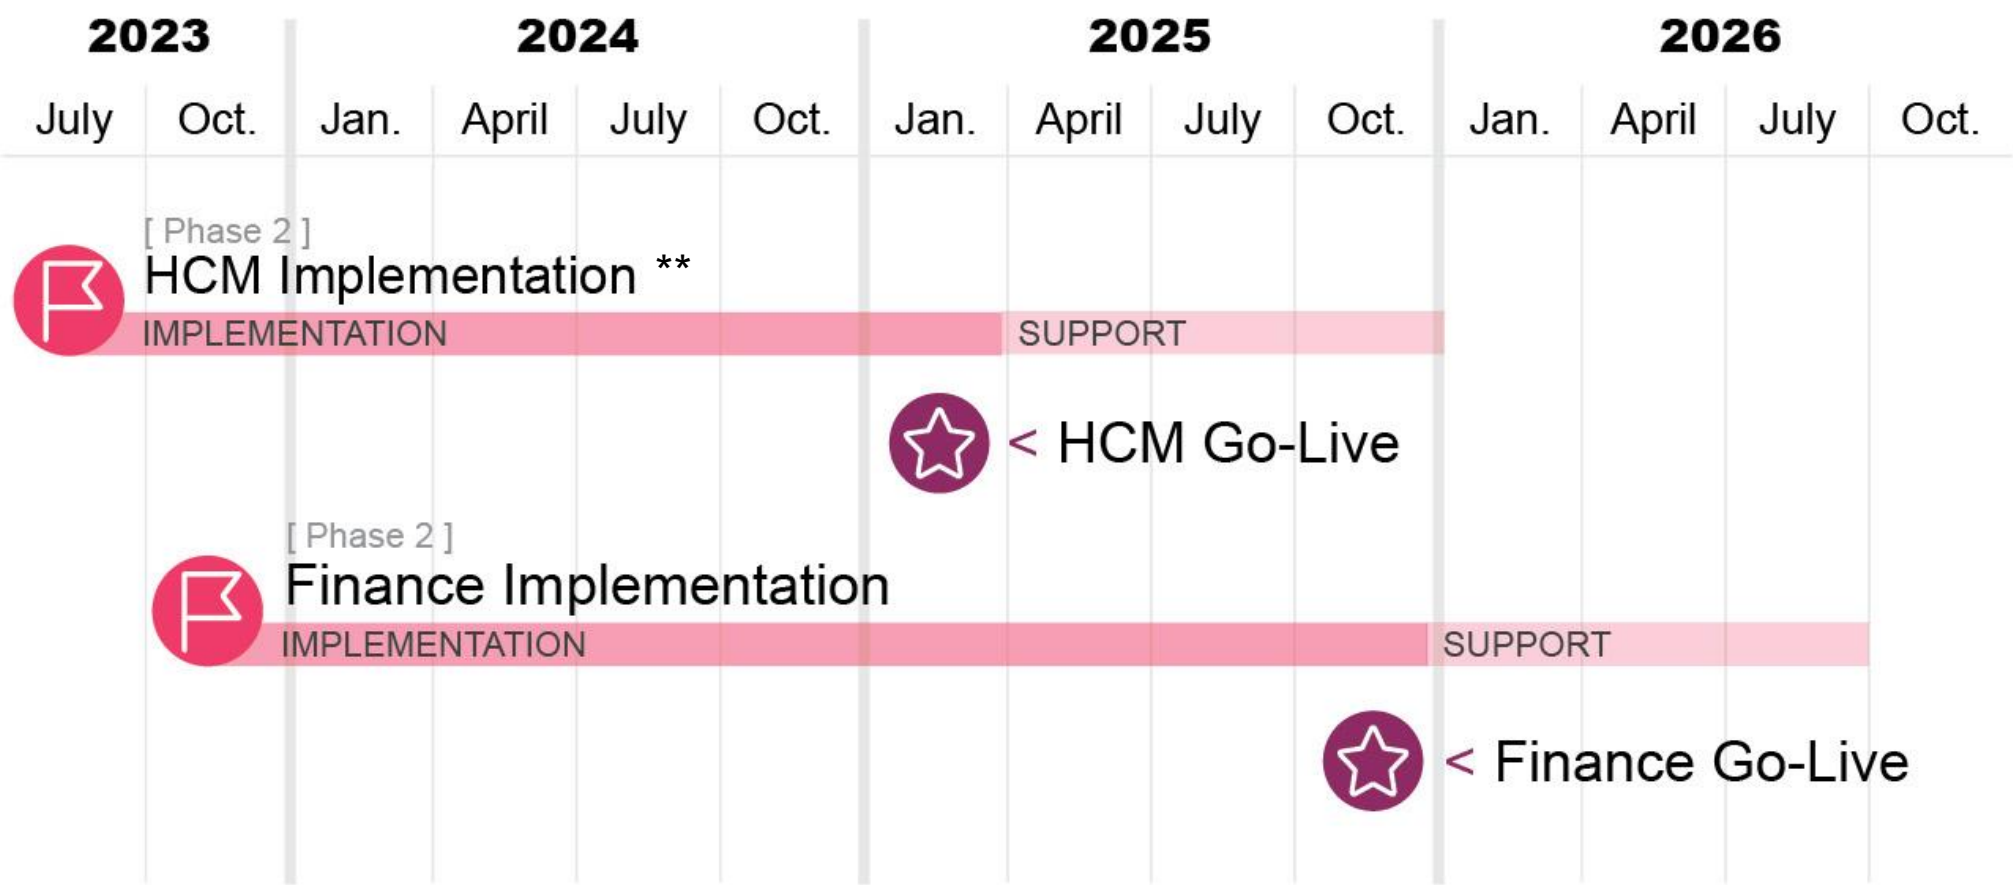 2023 2024 2025 2026
July Oct. Jan. April July Oct. Jan. April July Oct. Jan. April July Oct.
[ Phase 2 ]
HCM Implementation **
IMPLEMENTATION SUPPORT
< HCM Go-Live
[ Phase 2 ]
Finance Implementation
IMPLEMENTATION SUPPORT
< Finance Go-Live